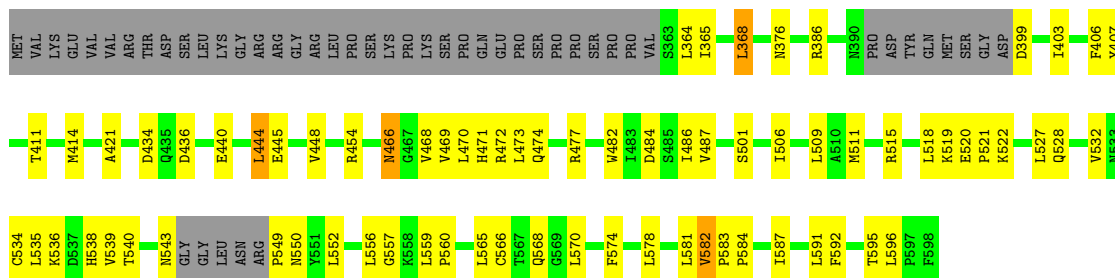 MET VAL LYS GLU VAL VAL ARG THR ASP SER LEU LYS GLY ARG ARG GLY ARG LEU PRO SER LYS PRO LYS SER PRO GLN GLU PRO SER PRO PRO SER PRO PRO VAL S363 L364 I365 L368 N376 R386 N390 PRO ASP TYR GLN MET SER GLY ASP D399 I403 F406 Y407
T411 M414 A421 D434 Q435 D436 E440 L444 E445 V448 R454 N466 G467 V468 V469 L470 H471 R472 L473 Q474 R477 W482 I483 D484 S485 I486 V487 S501 I506 L509 A510 M511 R515 L518 K519 E520 P521 K522 L527 Q528 V532 N533
C534 L535 K536 D537 H538 V539 T540 N543 GLY GLY LEU ASN ARG P549 N550 Y551 L552 L556 G557 K558 L559 P560 L565 C566 T567 Q568 G569 L570 F574 L578 L581 V582 P583 P584 I587 L591 F592 T595 L596 P597 F598